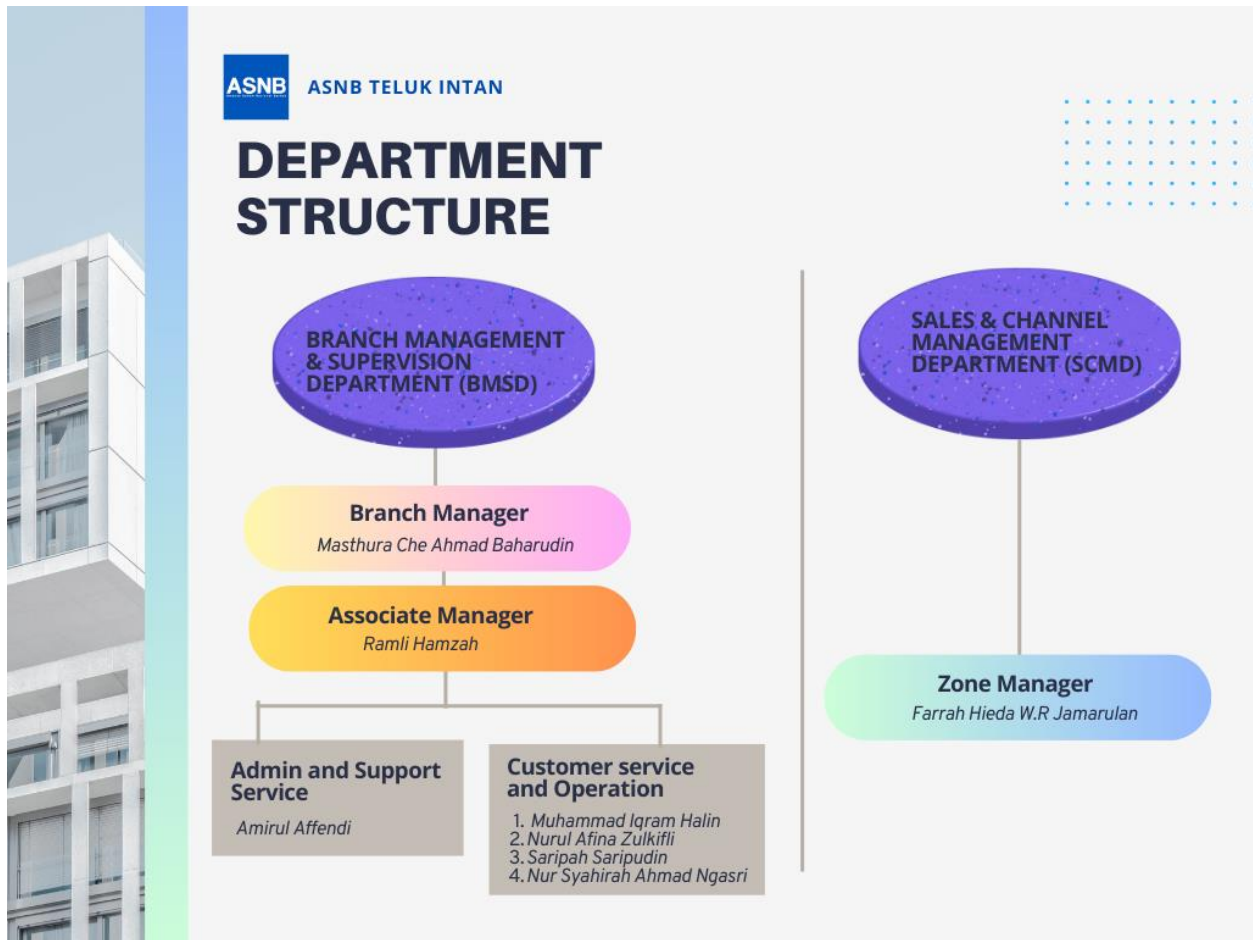 ASNB
ASNB TELUK INTAN
DEPARTMENT
STRUCTURE
BRANCH MANAGEMENT
& SUPERVISION
DEPARTMENT (BMSD)
Branch Manager
Masthura Che Ahmad Baharudin
Associate Manager
Ramli Hamzah
Admin and Support
Service
Amirul Affendi
Customer service
and Operation
1. Muhammad Iqram Halin
2. Nurul Afina Zulkifli
3. Saripah Saripudin
4. Nur Syahirah Ahmad Ngasri
SALES & CHANNEL
MANAGEMENT
DEPARTMENT (SCMD)
Zone Manager
Farrah Hieda W.R Jamarulan